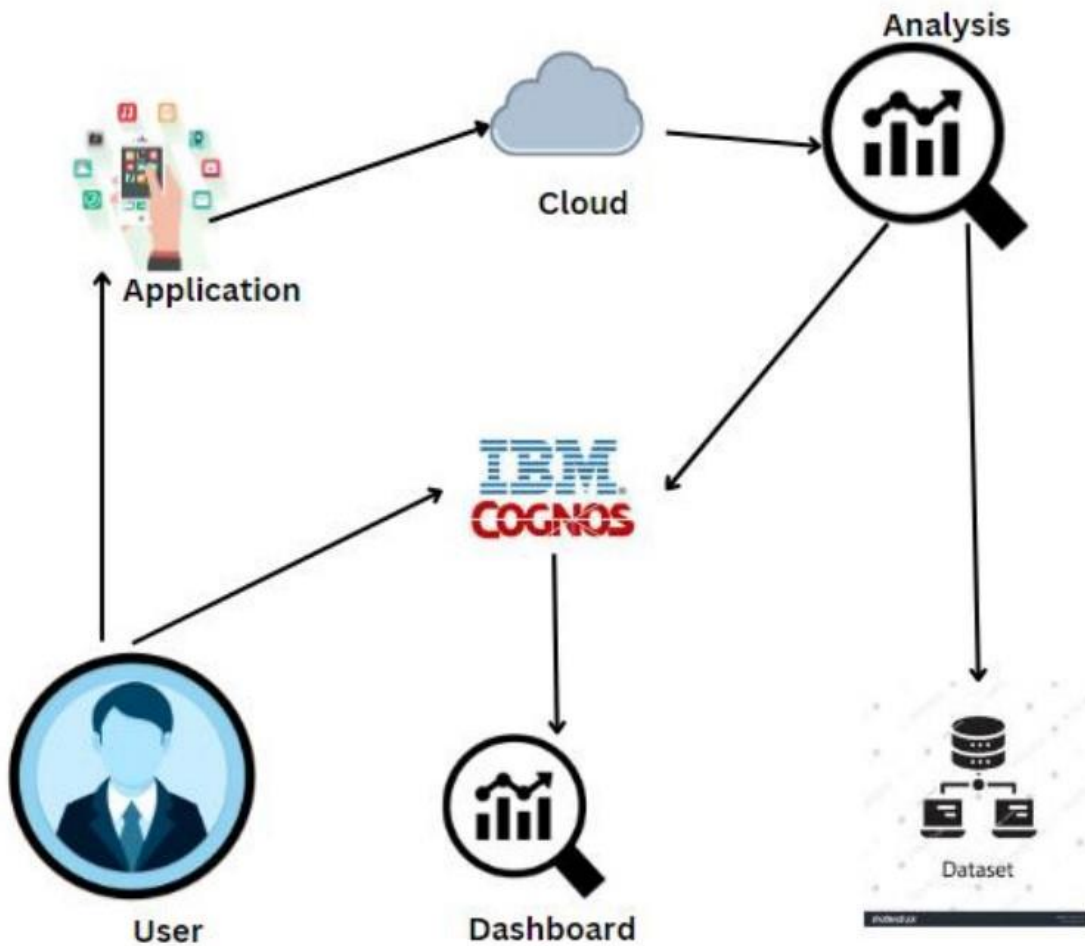 Analysis
Cloud
Application
IBM
COGNOS
Dataset
User
Dashboard